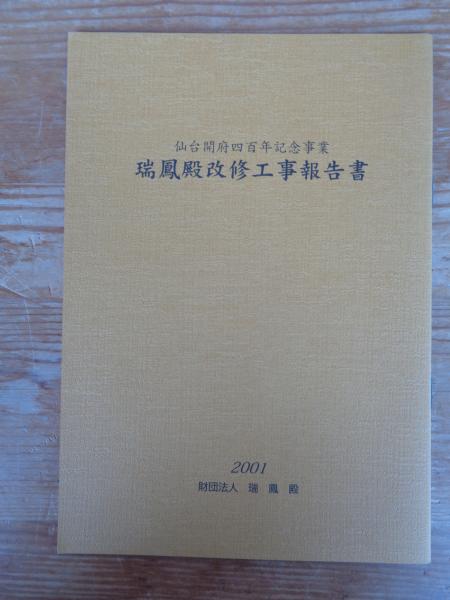 仙台開府四百年記念事業
瑞鳳殿改修工事報告書
2001
財団法人 瑞鳳殿